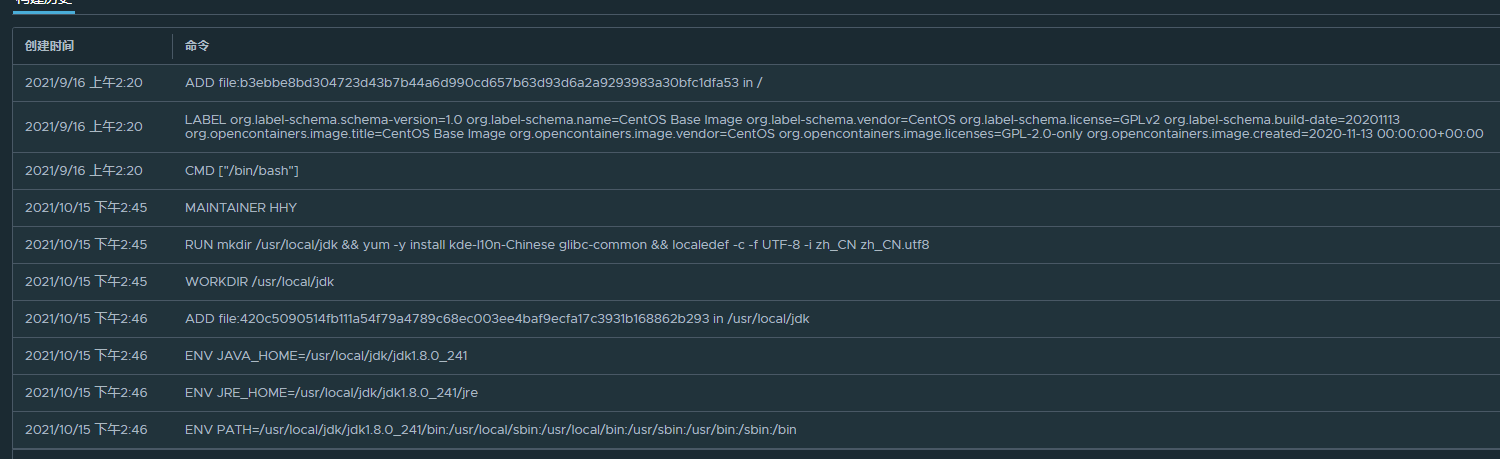 构建历史
创建时间 命令
2021/9/16 上午2:20 ADD file:b3ebbe8bd304723d43b7b44a6d990cd657b63d93d6a2a9293983a30bfc1dfa53 in /
2021/9/16 上午2:20 LABEL org.label-schema.schema-version=1.0 org.label-schema.name=CentOS Base Image org.label-schema.vendor=CentOS org.label-schema.license=GPLv2 org.label-schema.build-date=20201113
org.opencontainers.image.title=CentOS Base Image org.opencontainers.image.vendor=CentOS org.opencontainers.image.licenses=GPL-2.0-only org.opencontainers.image.created=2020-11-13 00:00:00+00:00
2021/9/16 上午2:20 CMD ["/bin/bash"]
2021/10/15 下午2:45 MAINTAINER HHY
2021/10/15 下午2:45 RUN mkdir /usr/local/jdk && yum -y install kde-l10n-Chinese glibc-common && localedef -c -f UTF-8 -i zh_CN zh_CN.utf8
2021/10/15 下午2:45 WORKDIR /usr/local/jdk
2021/10/15 下午2:46 ADD file:420c5090514fb111a54f79a4789c68ec003ee4baf9ecfa17c3931b168862b293 in /usr/local/jdk
2021/10/15 下午2:46 ENV JAVA_HOME=/usr/local/jdk/jdk1.8.0_241
2021/10/15 下午2:46 ENV JRE_HOME=/usr/local/jdk/jdk1.8.0_241/jre
2021/10/15 下午2:46 ENV PATH=/usr/local/jdk/jdk1.8.0_241/bin:/usr/local/sbin:/usr/local/bin:/usr/sbin:/usr/bin:/sbin:/bin